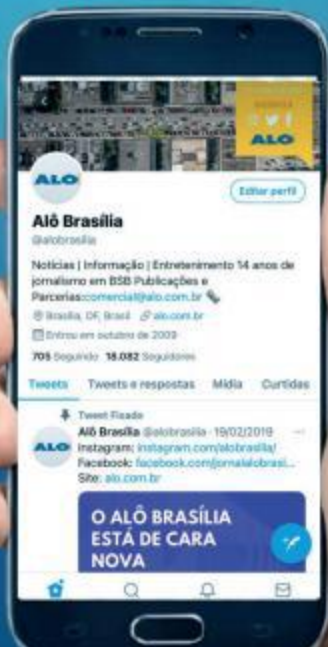 ALO
ALO
Editar perfil
Alô Brasília
@alobrasilia
Notícias | Informação | Entretenimento 14 anos de
jornalismo em BSB Publicações e
Parcerias:comercial@alo.com.br
Brasília, DF, Brasil alo.com.br
Entrou em outubro de 2009
705 Seguindo 18.082 Seguidores
Tweets Tweets e respostas Mídia Curtidas
Tweet Fixado
Alô Brasília @alobrasilia · 19/02/2019
ALO
Instagram: instagram.com/alobrasilia/
Facebook: facebook.com/jornalalobrasi...
Site: alo.com.br
O ALÔ BRASÍLIA
ESTÁ DE CARA
NOVA